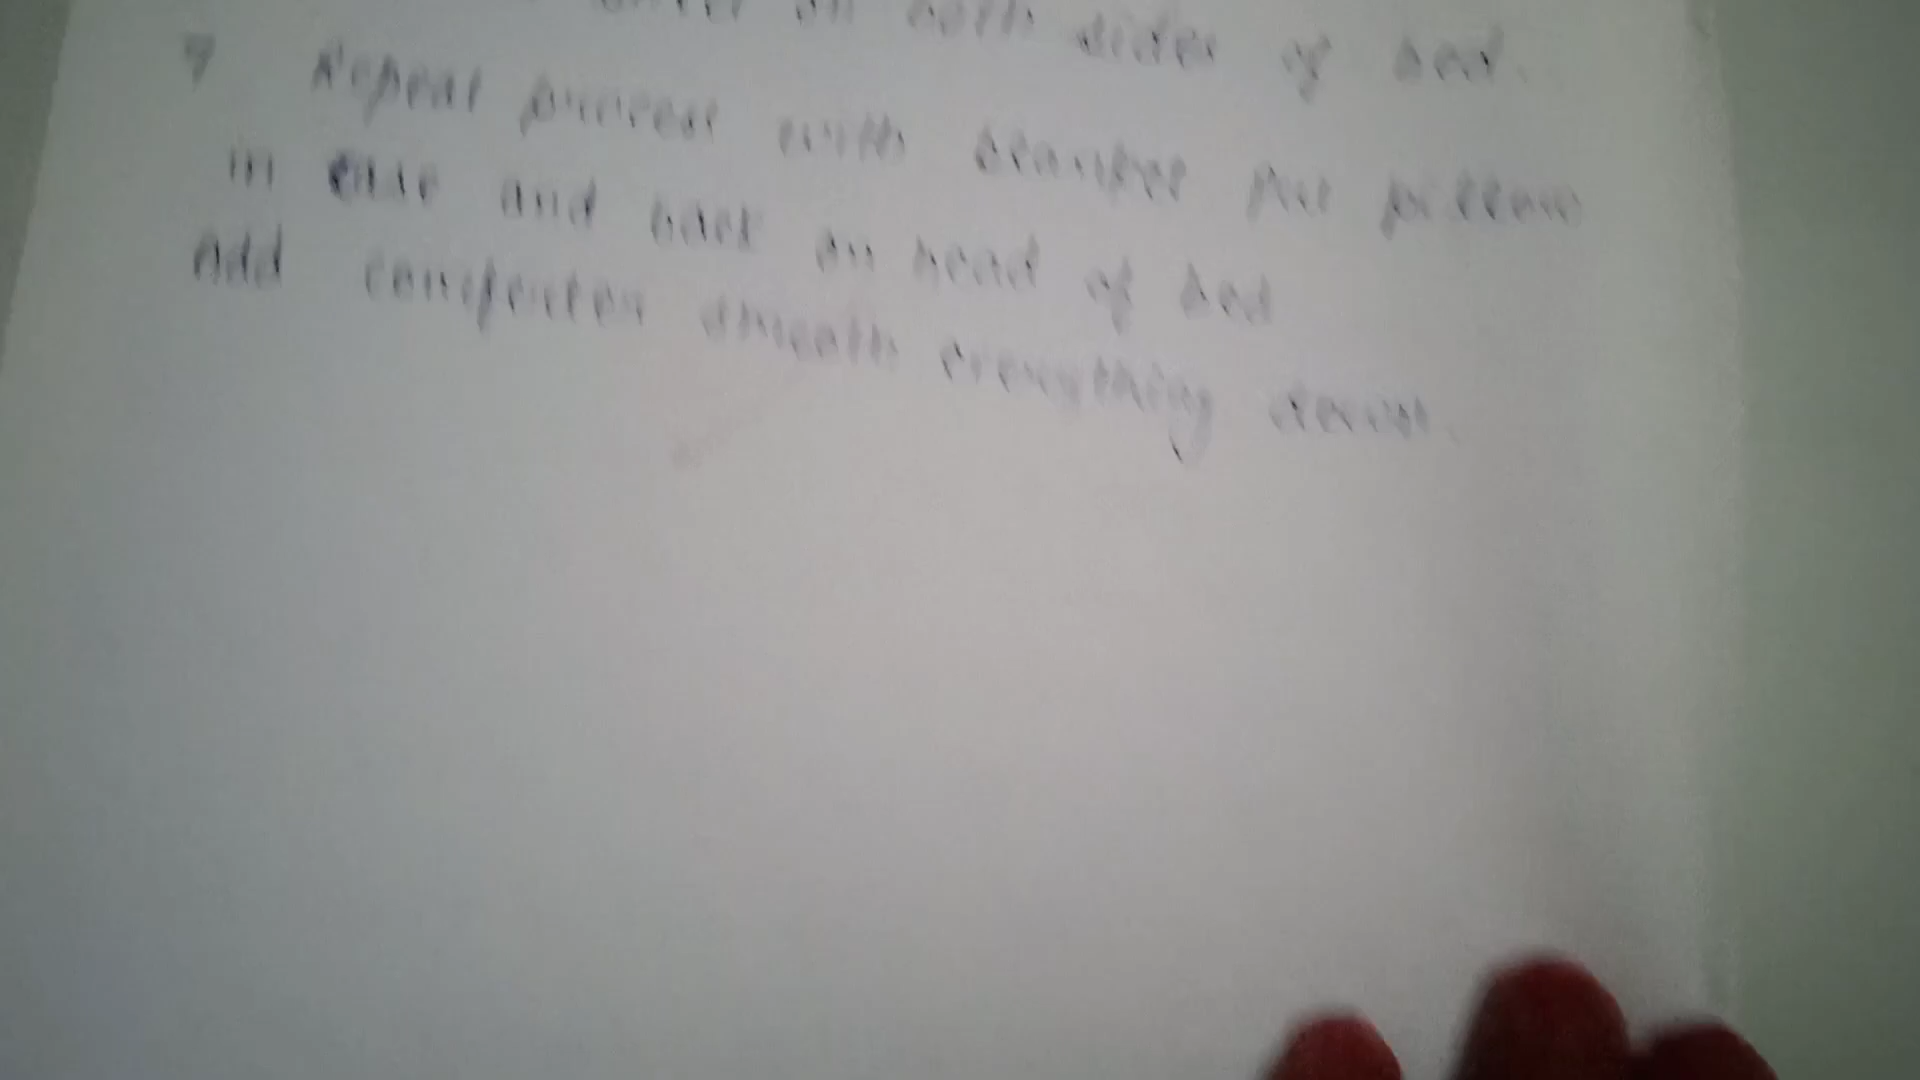 on both sides of bed.
Repeat process with blanket Put pillow
in case and back on head of bed
Add comforter smooth everything down.